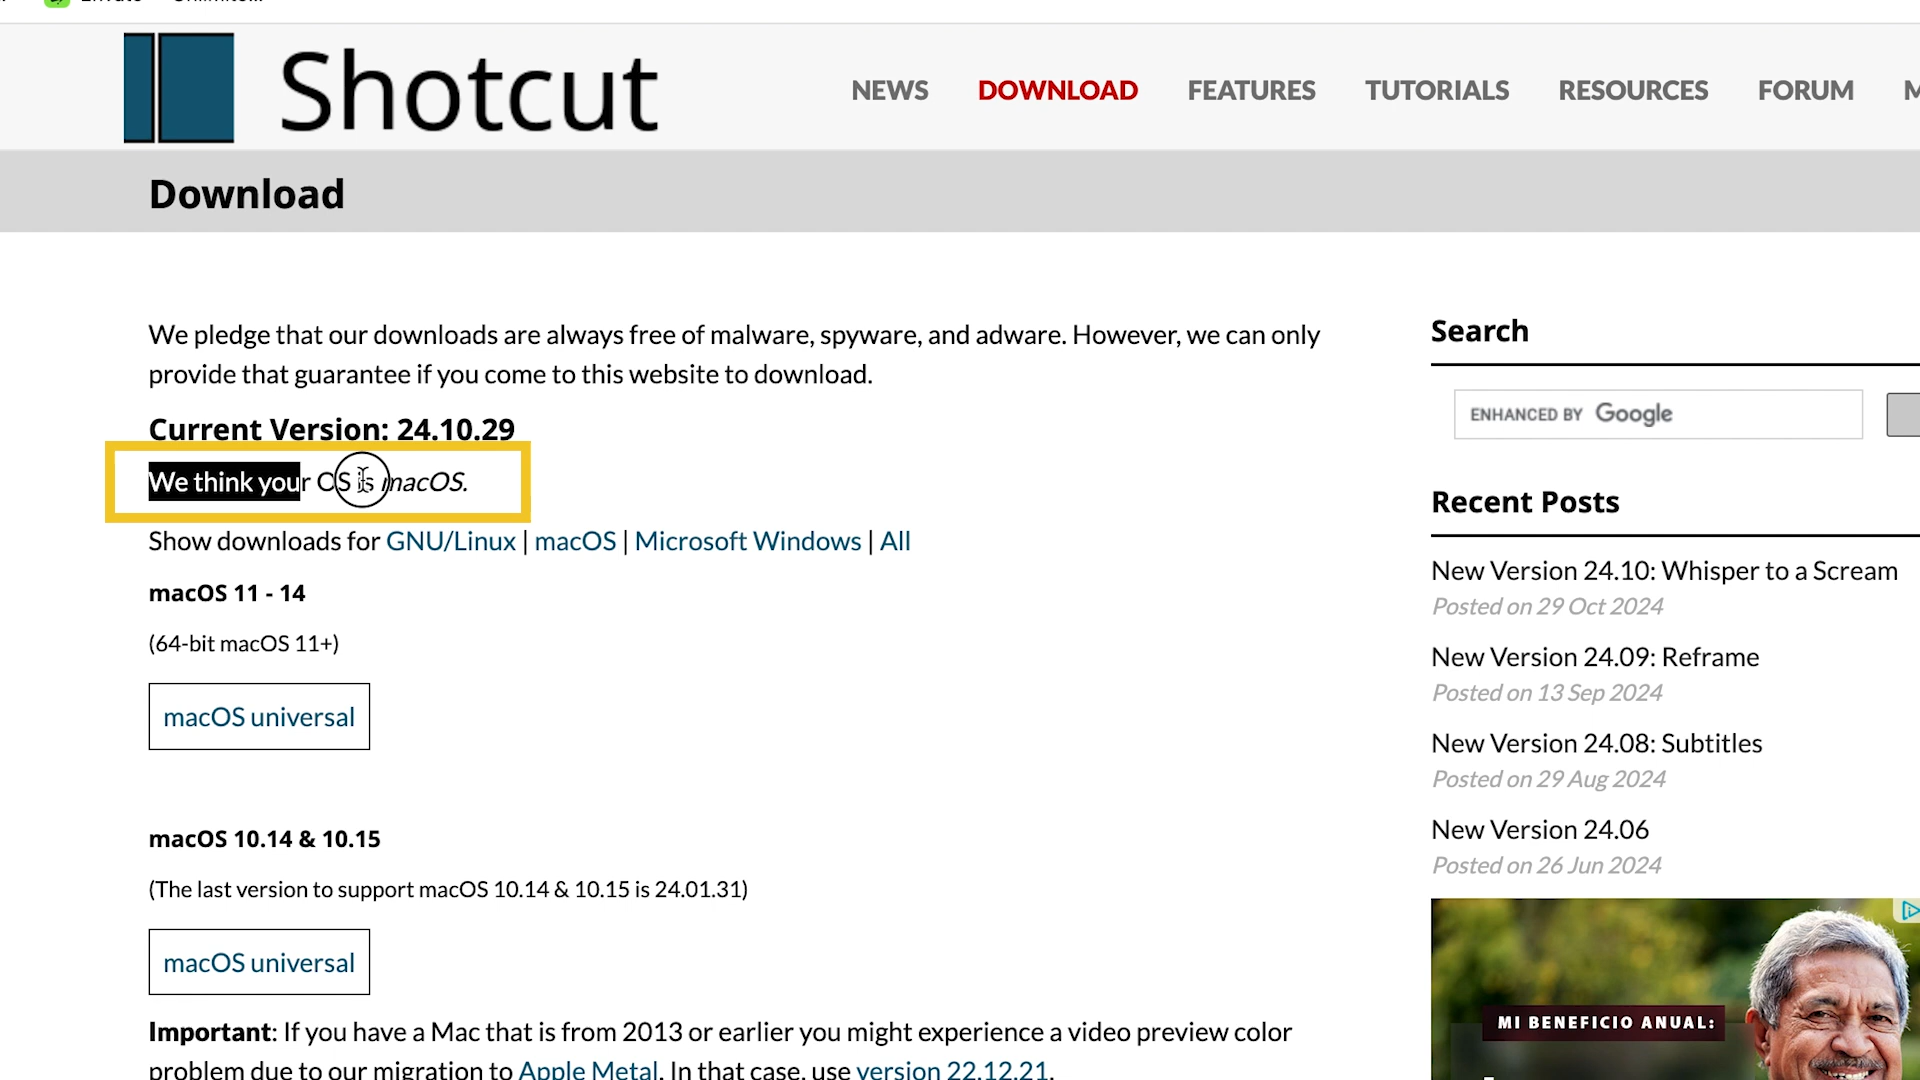 Shotcut
NEWS DOWNLOAD FEATURES TUTORIALS RESOURCES FORUM
Download
We pledge that our downloads are always free of malware, spyware, and adware. However, we can only
provide that guarantee if you come to this website to download.
Current Version: 24.10.29
We think your OS is macOS.
Show downloads for GNU/Linux | macOS | Microsoft Windows | All
macOS 11 - 14
(64-bit macOS 11+)
macOS universal
macOS 10.14 & 10.15
(The last version to support macOS 10.14 & 10.15 is 24.01.31)
macOS universal
Important: If you have a Mac that is from 2013 or earlier you might experience a video preview color
problem due to our migration to Apple Metal. In that case, use version 22.12.21.
Search
ENHANCED BY Google
Recent Posts
New Version 24.10: Whisper to a Scream
Posted on 29 Oct 2024
New Version 24.09: Reframe
Posted on 13 Sep 2024
New Version 24.08: Subtitles
Posted on 29 Aug 2024
New Version 24.06
Posted on 26 Jun 2024
MI BENEFICIO ANUAL: